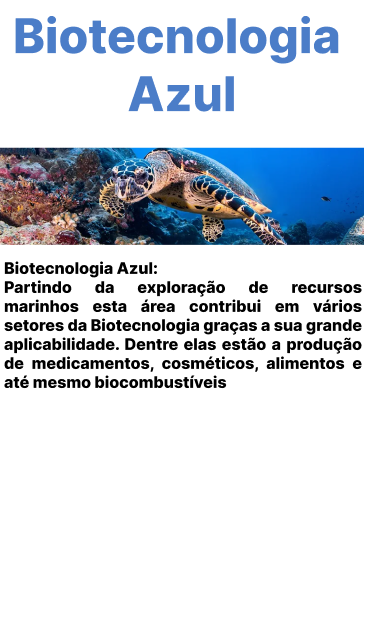 Biotecnologia
Azul
Biotecnologia Azul:
Partindo da exploração de recursos
marinhos esta área contribui em vários
setores da Biotecnologia graças a sua grande
aplicabilidade. Dentre elas estão a produção
de medicamentos, cosméticos, alimentos e
até mesmo biocombustíveis